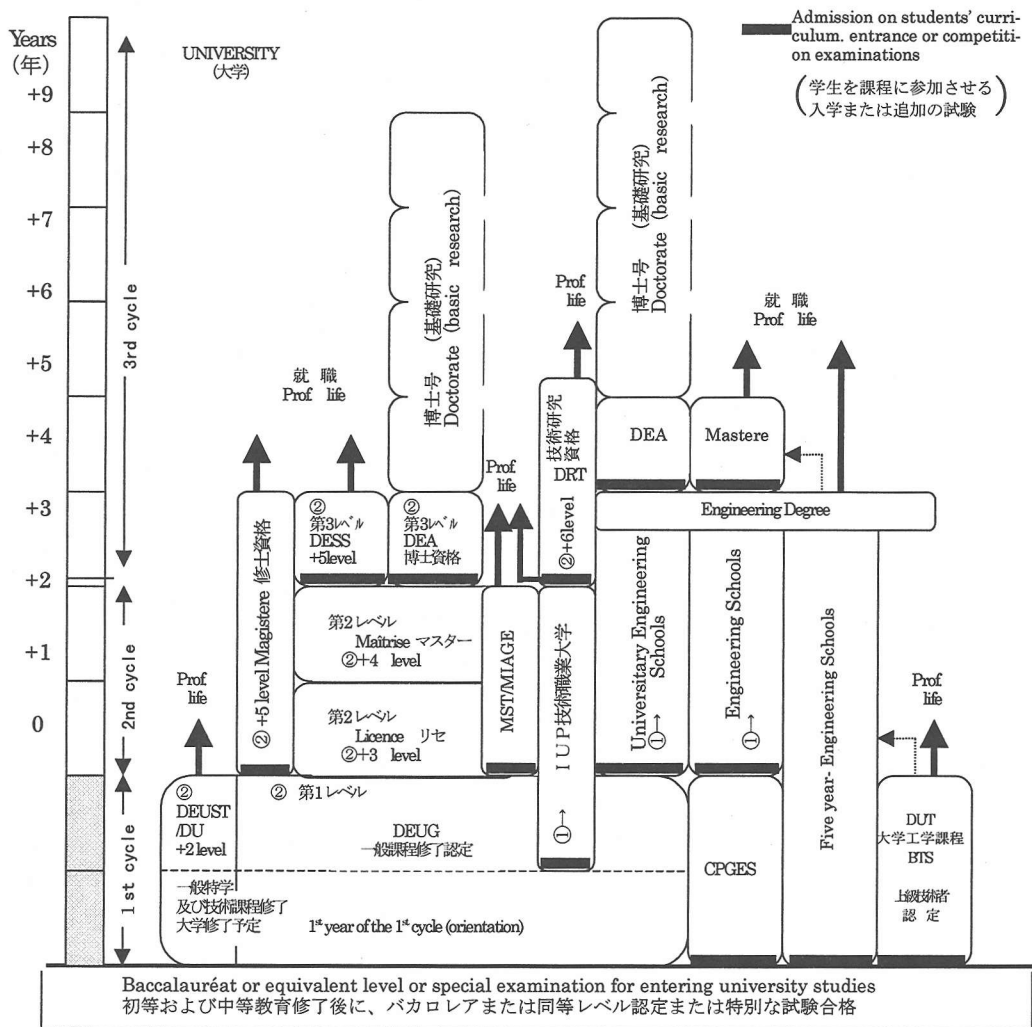 Years
(年)
+9
+8
+7
+6
+5
+4
+3
+2
+1
0
3rd cycle
2nd cycle
1st cycle
UNIVERSITY
(大学)
Admission on students' curri-
culum. entrance or competiti-
on examinations
(学生を課程に参加させる
入学または追加の試験)
博士号 (基礎研究)
Doctorate (basic research)
博士号 (基礎研究)
Doctorate (basic research)
Prof.
life
就 職
Prof. life
就 職
Prof. life
DEA
Mastere
技術研究
資格
DRT
②+6level
Prof.
life
Engineering Degree
②+5 level Magistere 修士資格
②
第3レベル
DESS
+5level
②
第3レベル
DEA
博士資格
第2レベル
Maîtrise マスター
②+4 level
第2レベル
Licence リセ
②+3 level
MST/MIAGE
IUP技術職業大学
①→
Universitary Engineering
Schools
①→
Engineering Schools
①→
Five year- Engineering Schools
Prof.
life
Prof.
life
②
DEUST
/DU
+2 level
② 第1レベル
DEUG
一般課程修了認定
一般特学
及び技術課程修了
大学修了予定
1st year of the 1st cycle (orientation)
CPGES
DUT
大学工学課程
BTS
上級技術者
認 定
Baccalauréat or equivalent level or special examination for entering university studies
初等および中等教育修了後に、バカロレアまたは同等レベル認定または特別な試験合格